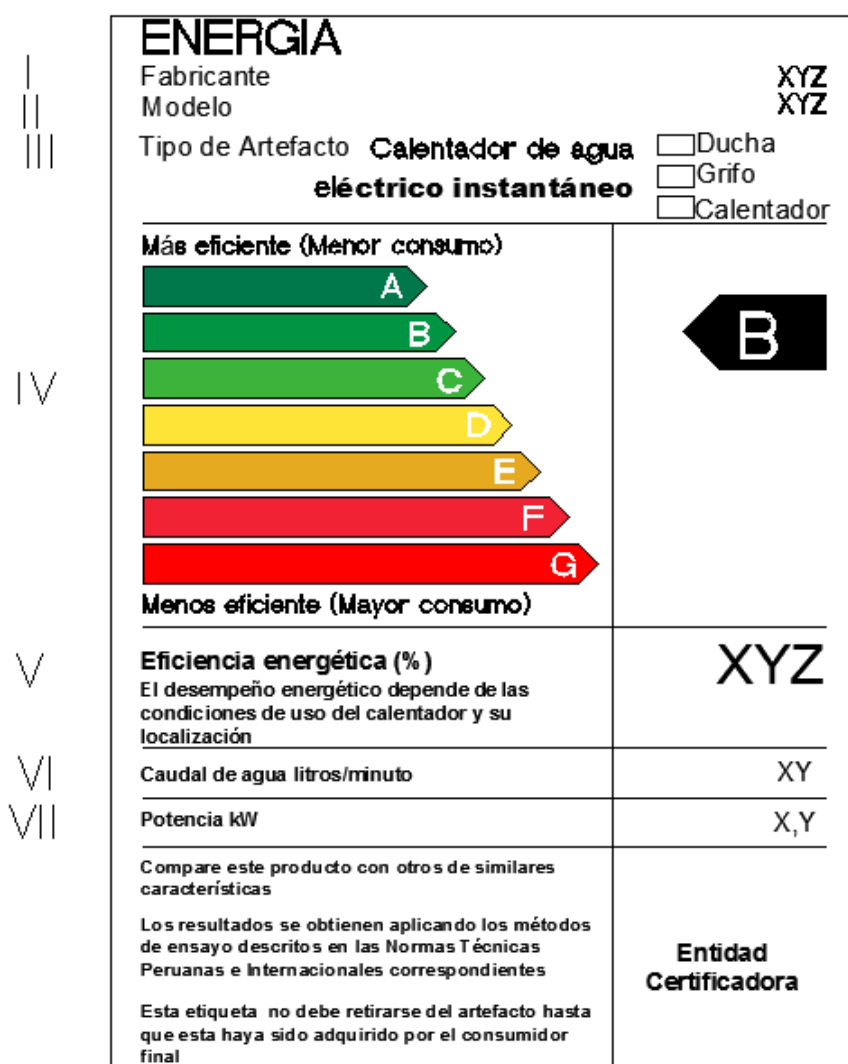 ENERGIA
I Fabricante XYZ
II Modelo XYZ
III Tipo de Artefacto Calentador de agua
eléctrico instantáneo
Ducha
Grifo
Calentador
Más eficiente (Menor consumo)
A
B
B
IV C
D
E
F
G
Menos eficiente (Mayor consumo)
V Eficiencia energética (%) XYZ
El desempeño energético depende de las
condiciones de uso del calentador y su
localización
VI Caudal de agua litros/minuto XY
VII Potencia kW X,Y
Compare este producto con otros de similares
características
Los resultados se obtienen aplicando los métodos
de ensayo descritos en las Normas Técnicas
Peruanas e Internacionales correspondientes
Esta etiqueta no debe retirarse del artefacto hasta
que esta haya sido adquirido por el consumidor
final
Entidad
Certificadora